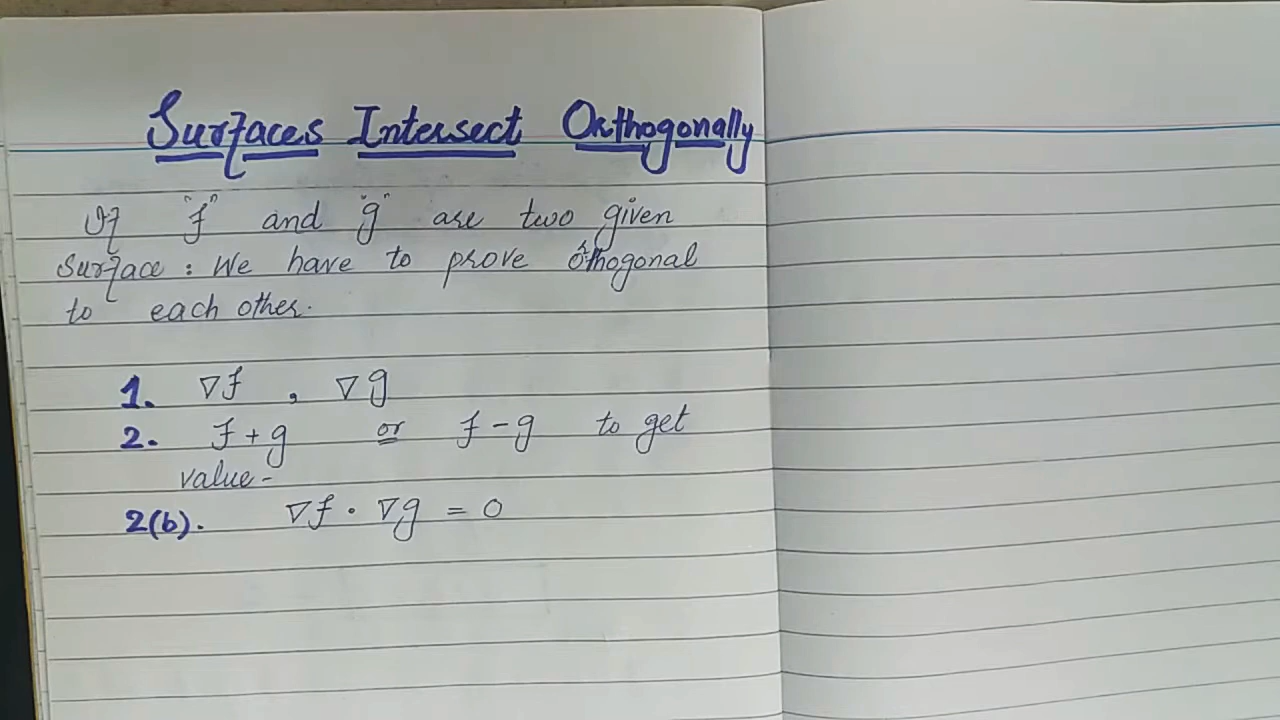 Surfaces Intersect Orthogonally
If "f" and "g" are two given
surface : We have to prove orthogonal
to each other.
1. ∇f , ∇g
2. f + g or f - g to get
value -
2(b). ∇f · ∇g = 0